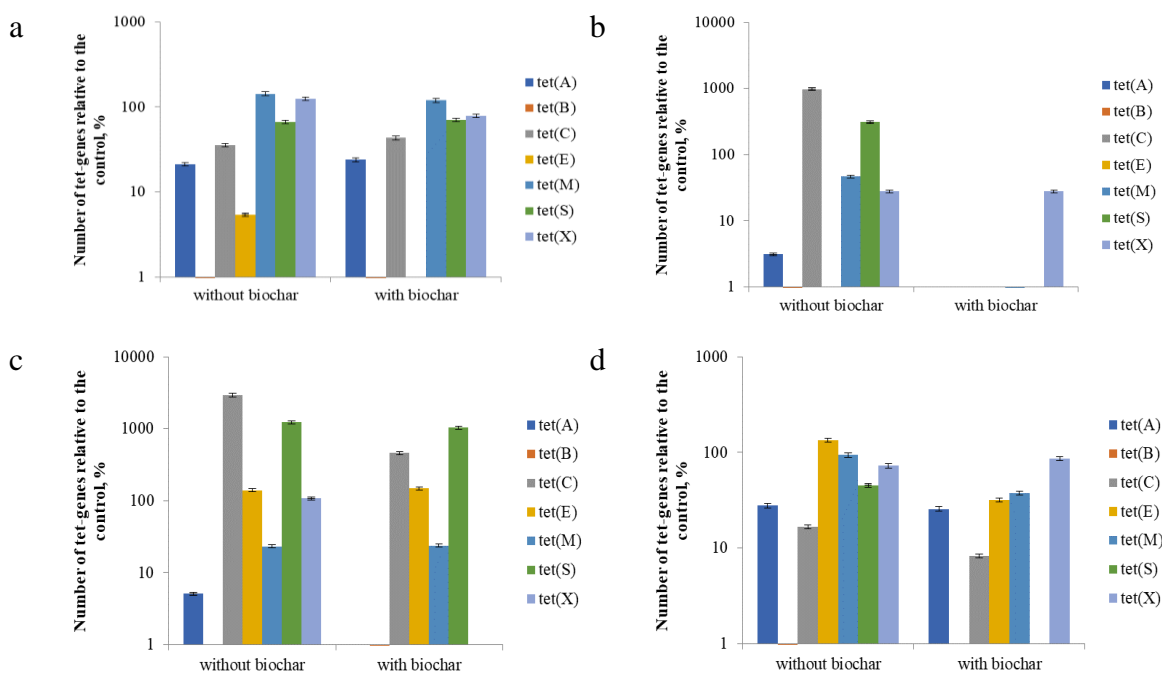 a
Number of tet-genes relative to the
control, %
1000
100
10
1
without biochar
with biochar
tet(A)
tet(B)
tet(C)
tet(E)
tet(M)
tet(S)
tet(X)
b
Number of tet-genes relative to the
control, %
10000
1000
100
10
1
without biochar
with biochar
tet(A)
tet(B)
tet(C)
tet(E)
tet(M)
tet(S)
tet(X)
c
Number of tet-genes relative to the
control, %
10000
1000
100
10
1
without biochar
with biochar
tet(A)
tet(B)
tet(C)
tet(E)
tet(M)
tet(S)
tet(X)
d
Number of tet-genes relative to the
control, %
1000
100
10
1
without biochar
with biochar
tet(A)
tet(B)
tet(C)
tet(E)
tet(M)
tet(S)
tet(X)